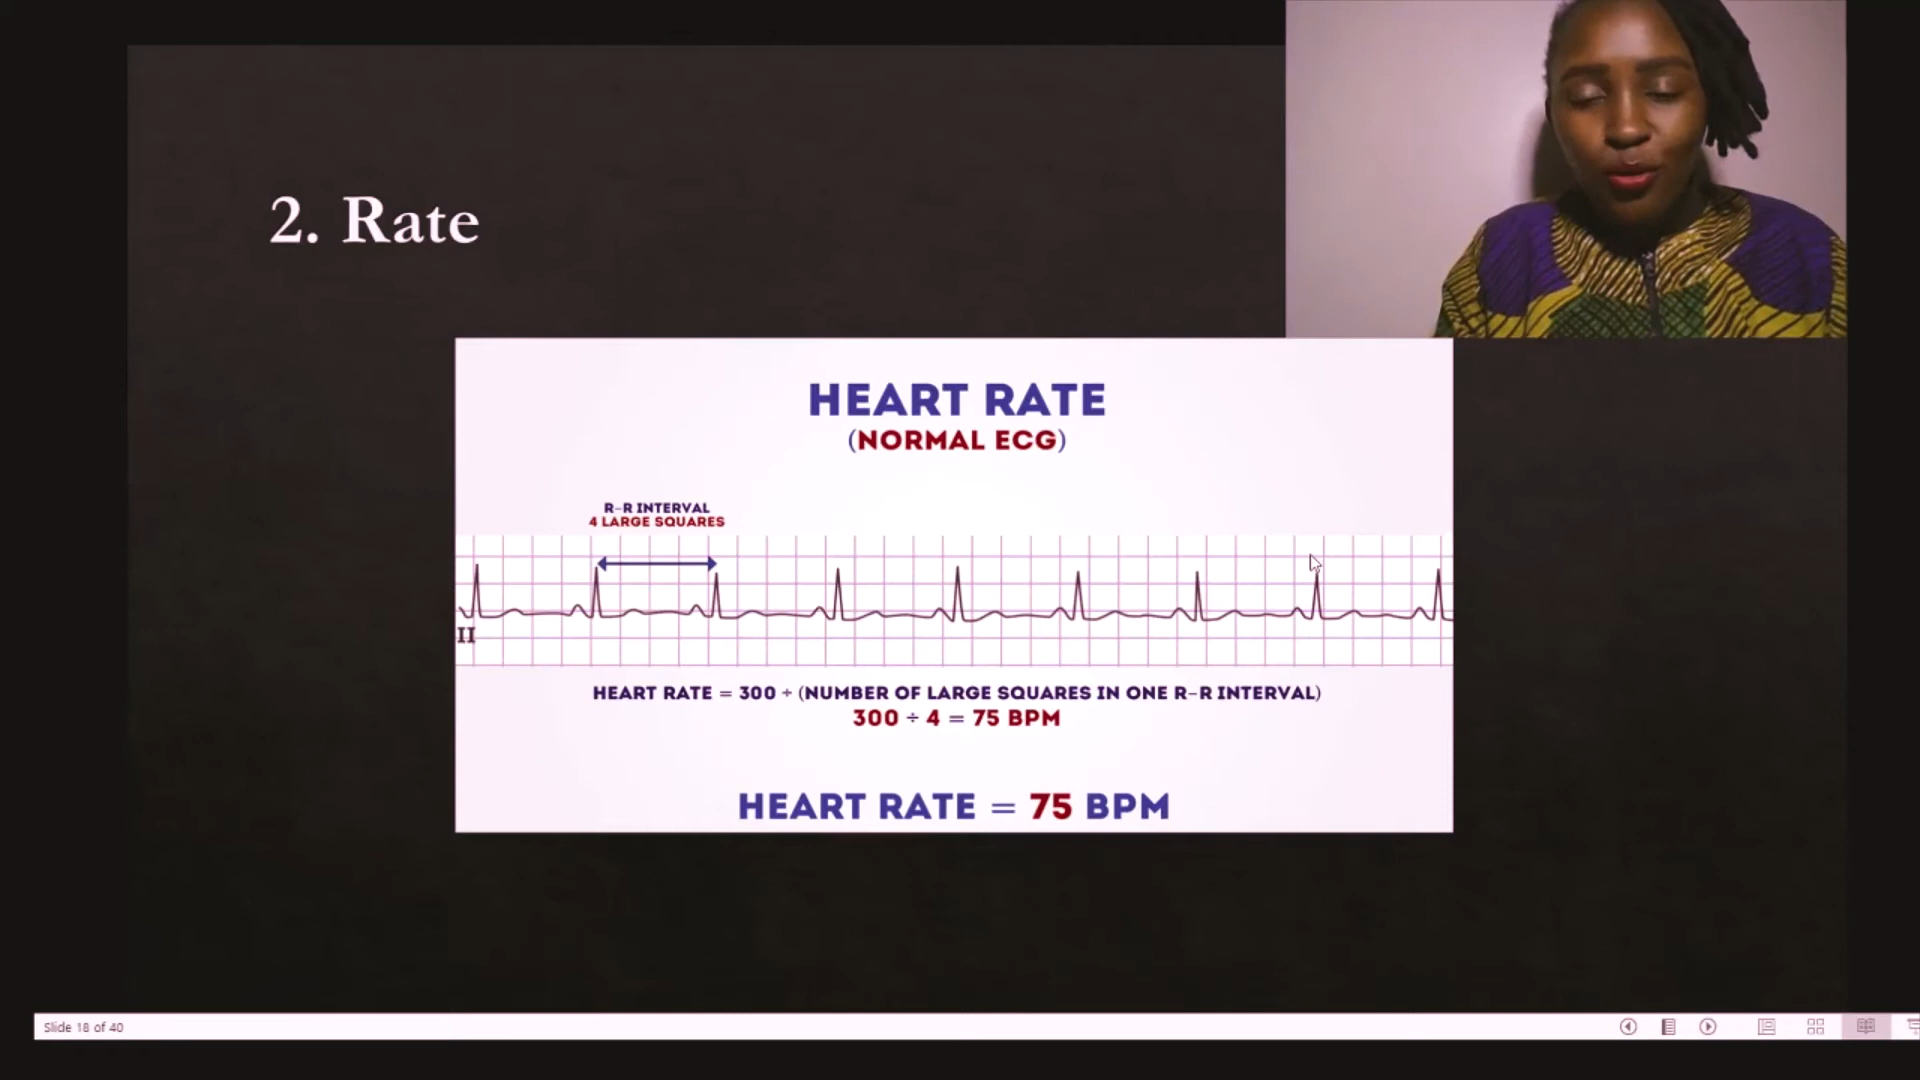 2. Rate
HEART RATE
(NORMAL ECG)
R-R INTERVAL
4 LARGE SQUARES
II
HEART RATE = 300 ÷ (NUMBER OF LARGE SQUARES IN ONE R-R INTERVAL)
300 ÷ 4 = 75 BPM
HEART RATE = 75 BPM
Slide 18 of 40